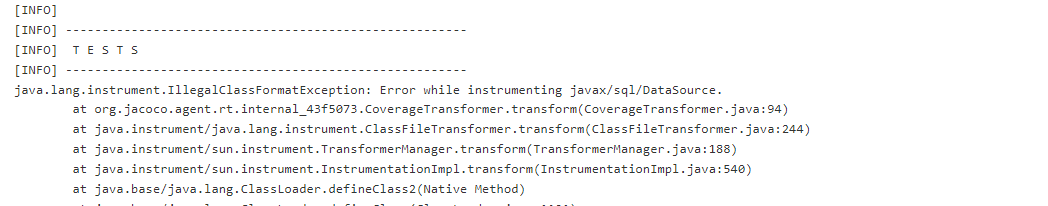 [INFO]
[INFO] -------------------------------------------------------
[INFO]  T E S T S
[INFO] -------------------------------------------------------
java.lang.instrument.IllegalClassFormatException: Error while instrumenting javax/sql/DataSource.
at org.jacoco.agent.rt.internal_43f5073.CoverageTransformer.transform(CoverageTransformer.java:94)
at java.instrument/java.lang.instrument.ClassFileTransformer.transform(ClassFileTransformer.java:244)
at java.instrument/sun.instrument.TransformerManager.transform(TransformerManager.java:188)
at java.instrument/sun.instrument.InstrumentationImpl.transform(InstrumentationImpl.java:540)
at java.base/java.lang.ClassLoader.defineClass2(Native Method)